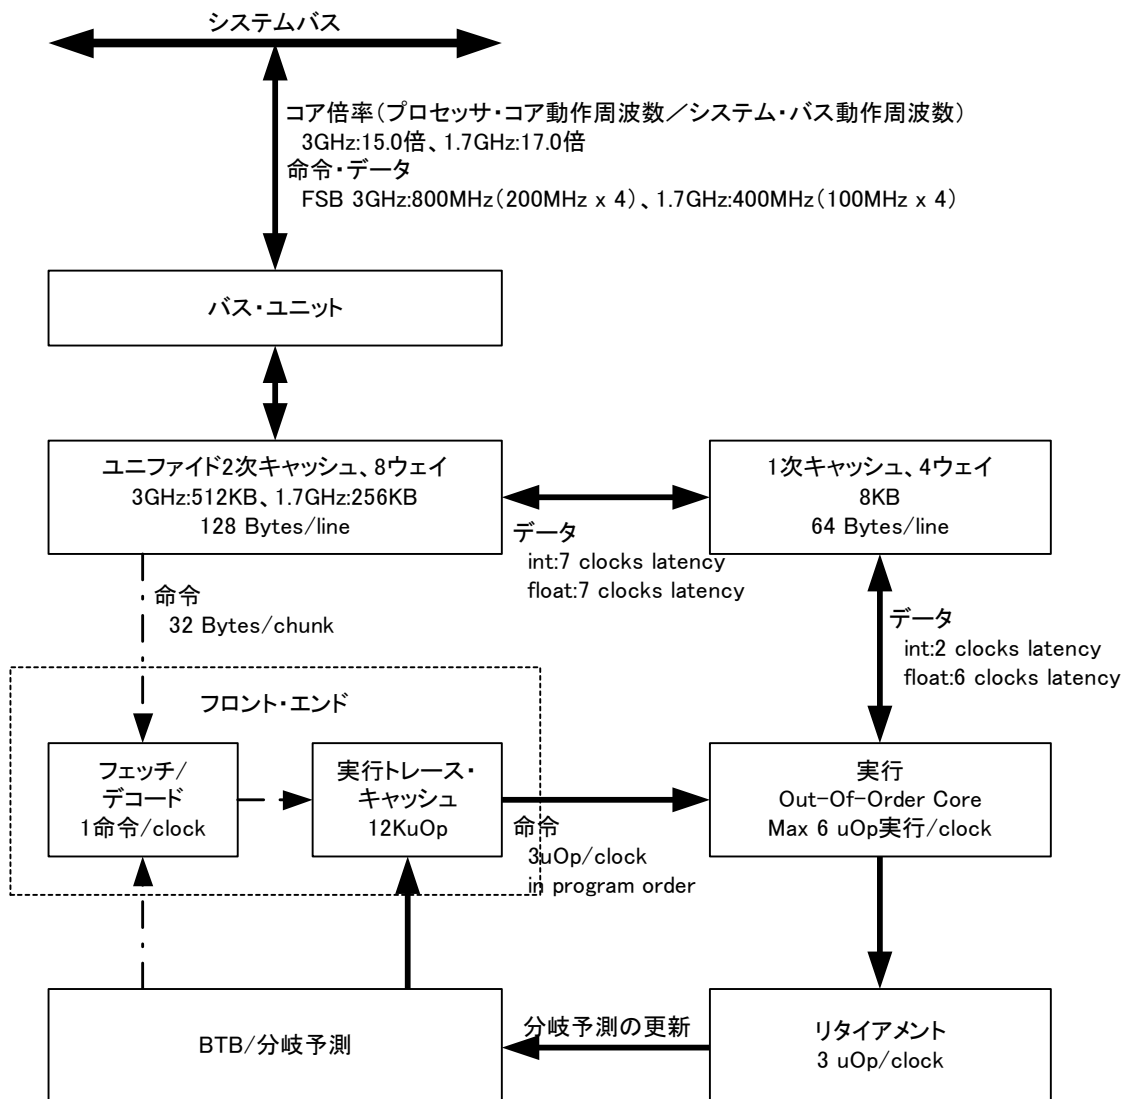 システムバス
コア倍率(プロセッサ・コア動作周波数／システム・バス動作周波数)
3GHz:15.0倍、1.7GHz:17.0倍
命令・データ
FSB 3GHz:800MHz(200MHz x 4)、1.7GHz:400MHz(100MHz x 4)
バス・ユニット
ユニファイド2次キャッシュ、8ウェイ
3GHz:512KB、1.7GHz:256KB
128 Bytes/line
1次キャッシュ、4ウェイ
8KB
64 Bytes/line
データ
int:7 clocks latency
float:7 clocks latency
命令
32 Bytes/chunk
データ
int:2 clocks latency
float:6 clocks latency
フロント・エンド
フェッチ/
デコード
1命令/clock
実行トレース・
キャッシュ
12KuOp
命令
3uOp/clock
in program order
実行
Out-Of-Order Core
Max 6 uOp実行/clock
BTB/分岐予測
分岐予測の更新
リタイアメント
3 uOp/clock